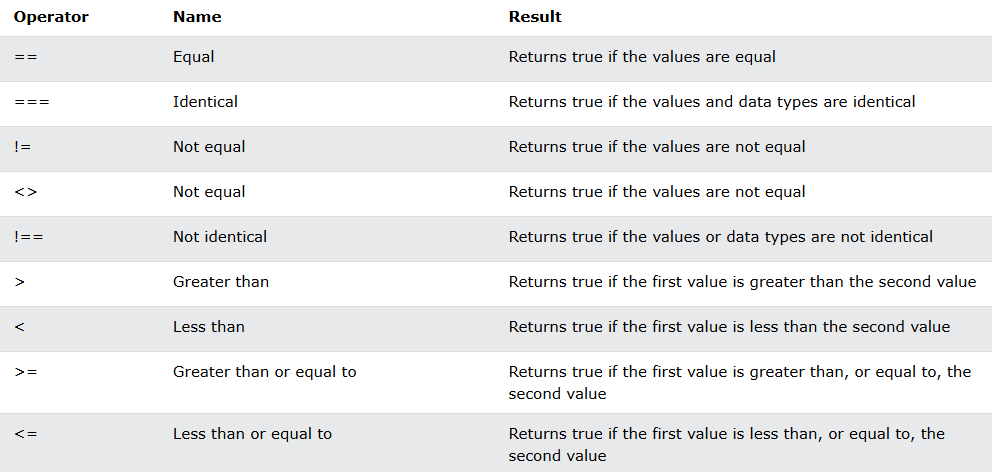 Operator Name Result
== Equal Returns true if the values are equal
=== Identical Returns true if the values and data types are identical
!= Not equal Returns true if the values are not equal
<> Not equal Returns true if the values are not equal
!== Not identical Returns true if the values or data types are not identical
> Greater than Returns true if the first value is greater than the second value
< Less than Returns true if the first value is less than the second value
>= Greater than or equal to Returns true if the first value is greater than, or equal to, the
second value
<= Less than or equal to Returns true if the first value is less than, or equal to, the
second value